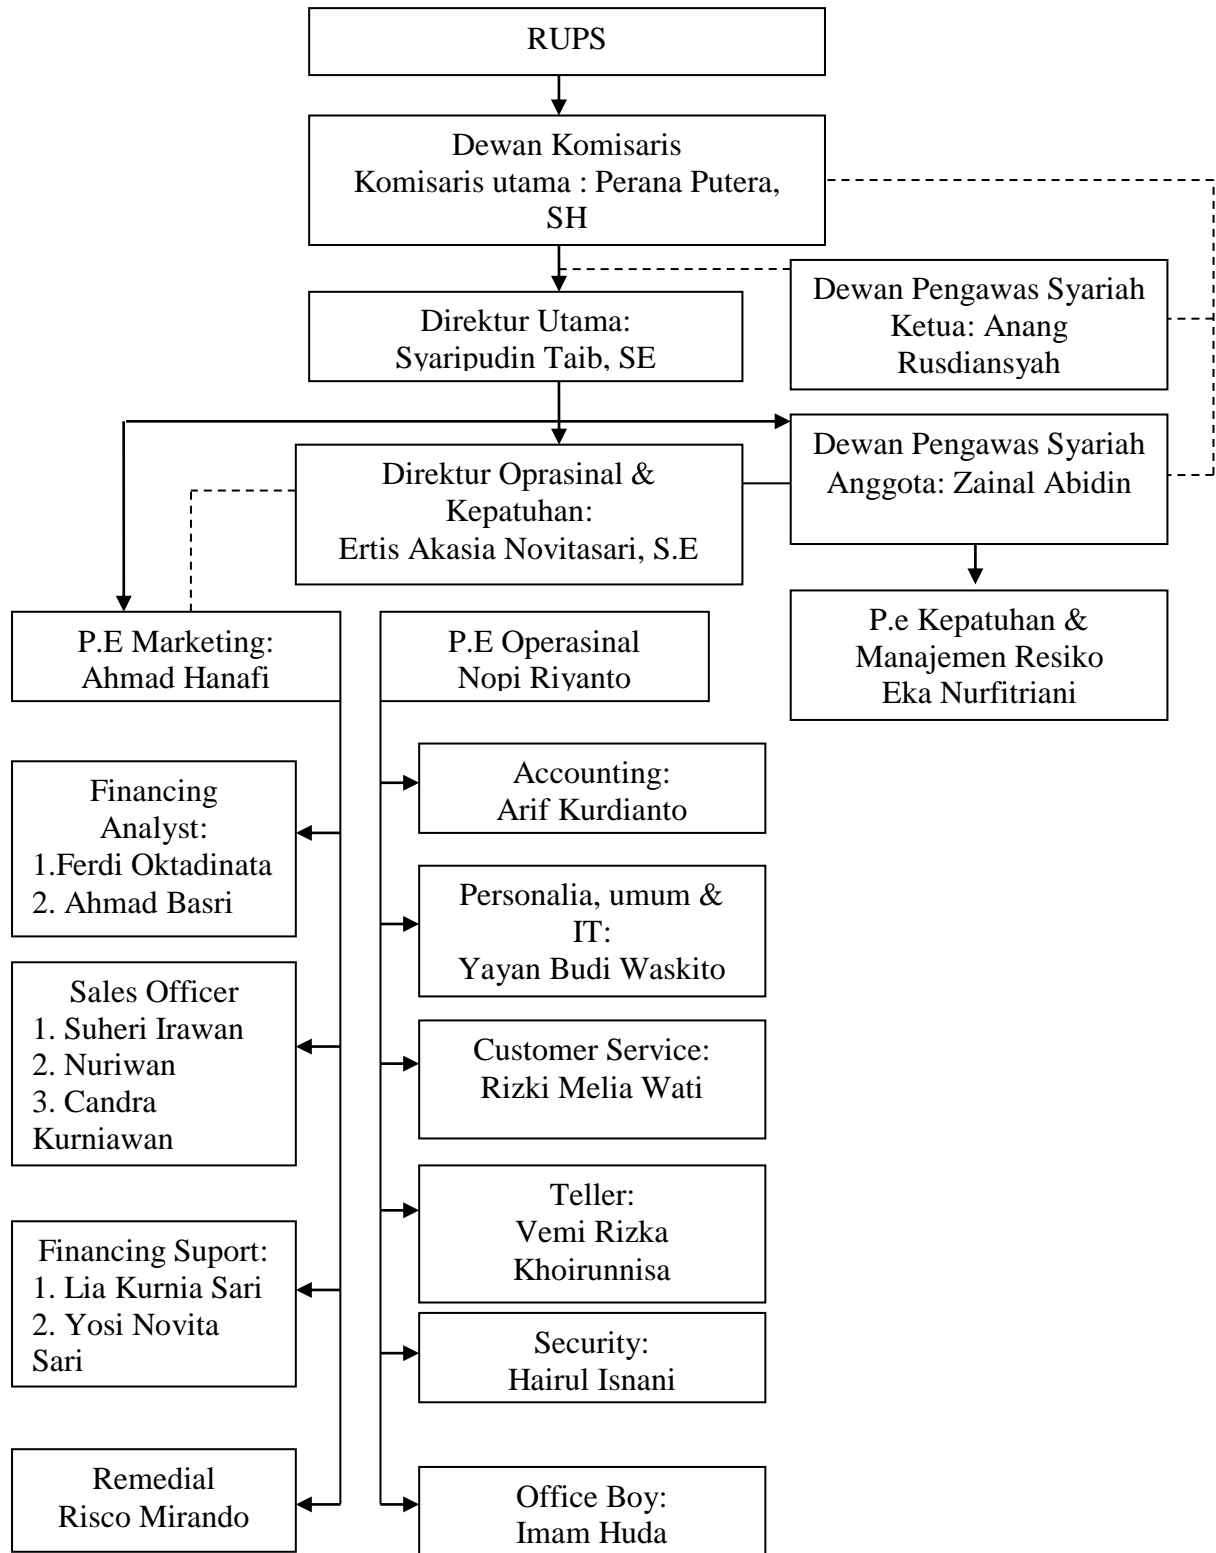 RUPS
Dewan Komisaris
Komisaris utama : Perana Putera,
SH
Direktur Utama:
Syaripudin Taib, SE
Dewan Pengawas Syariah
Ketua: Anang
Rusdiansyah
Direktur Oprasinal &
Kepatuhan:
Ertis Akasia Novitasari, S.E
Dewan Pengawas Syariah
Anggota: Zainal Abidin
P.E Marketing:
Ahmad Hanafi
P.E Operasinal
Nopi Riyanto
P.e Kepatuhan &
Manajemen Resiko
Eka Nurfitriani
Financing
Analyst:
1.Ferdi Oktadinata
2. Ahmad Basri
Sales Officer
1. Suheri Irawan
2. Nuriwan
3. Candra
Kurniawan
Financing Suport:
1. Lia Kurnia Sari
2. Yosi Novita
Sari
Remedial
Risco Mirando
Accounting:
Arif Kurdianto
Personalia, umum &
IT:
Yayan Budi Waskito
Customer Service:
Rizki Melia Wati
Teller:
Vemi Rizka
Khoirunnisa
Security:
Hairul Isnani
Office Boy:
Imam Huda